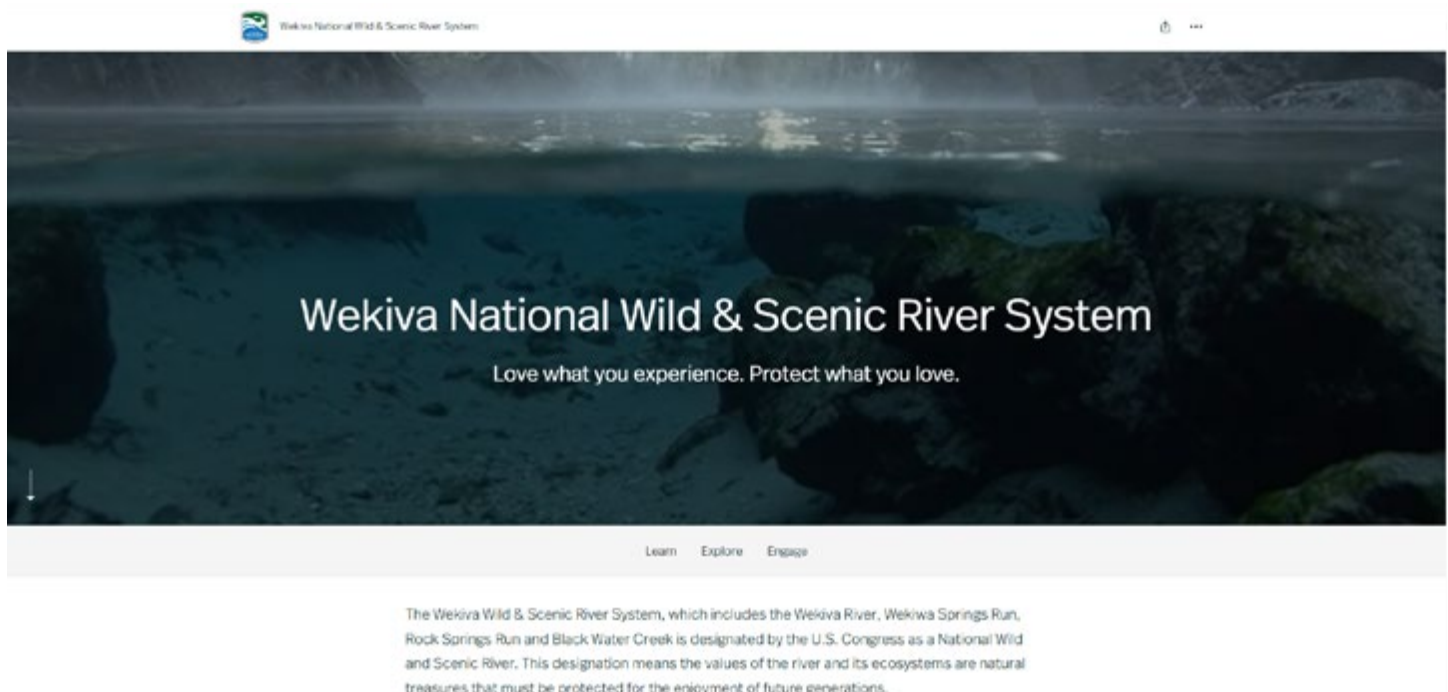 Wekiva National Wild & Scenic River System
Wekiva National Wild & Scenic River System
Love what you experience. Protect what you love.
Learn Explore Engage
The Wekiva Wild & Scenic River System, which includes the Wekiva River, Wekiwa Springs Run,
Rock Springs Run and Black Water Creek is designated by the U.S. Congress as a National Wild
and Scenic River. This designation means the values of the river and its ecosystems are natural
treasures that must be protected for the enjoyment of future generations.